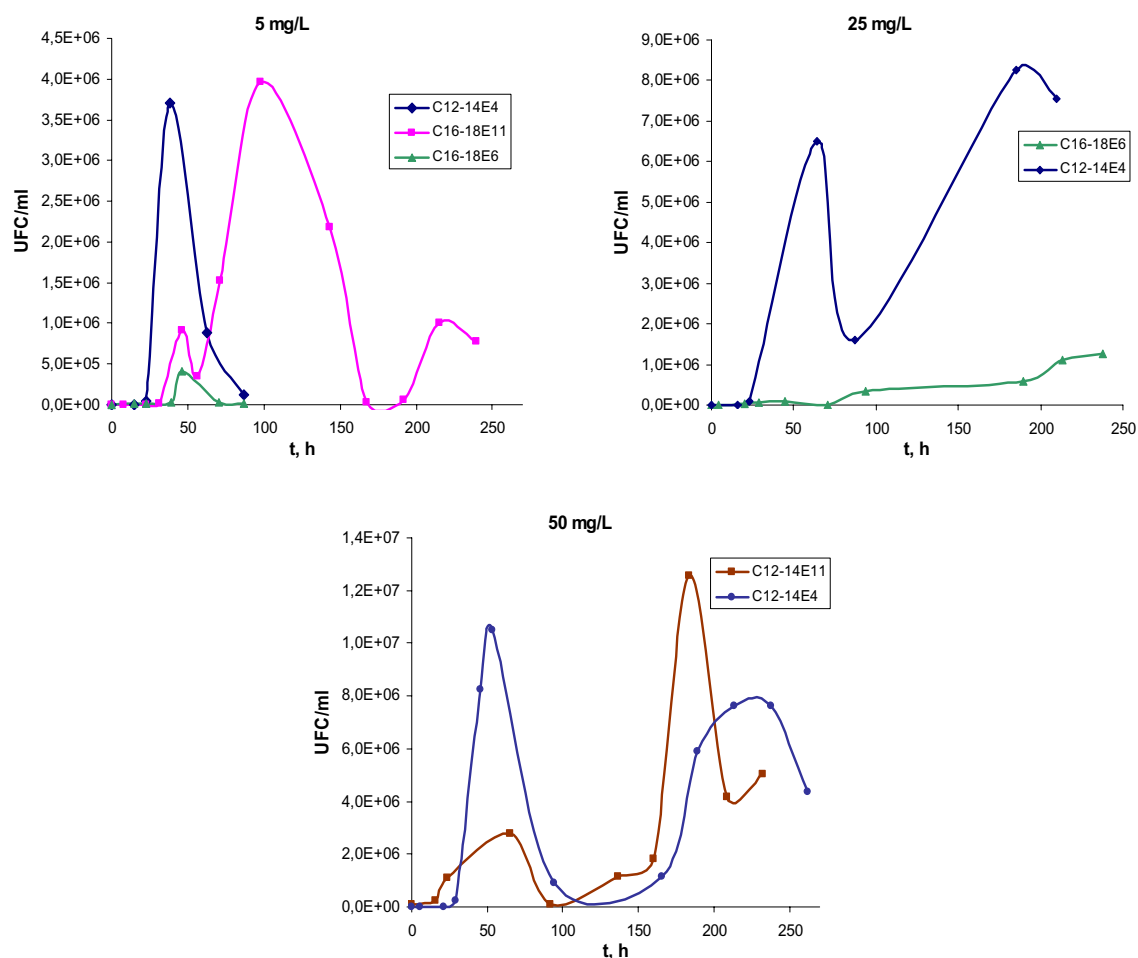 5 mg/L
5,0E+06
4,5E+06
4,0E+06
3,5E+06
3,0E+06
2,5E+06
2,0E+06
1,5E+06
1,0E+06
5,0E+05
0,0E+00
UFC/ml
0 50 100 150 200 250
t, h
C12-14E4
C16-18E11
C16-18E6
25 mg/L
9,0E+06
8,0E+06
7,0E+06
6,0E+06
5,0E+06
4,0E+06
3,0E+06
2,0E+06
1,0E+06
0,0E+00
UFC/ml
0 50 100 150 200 250
t, h
C16-18E6
C12-14E4
50 mg/L
1,4E+07
1,2E+07
1,0E+07
8,0E+06
6,0E+06
4,0E+06
2,0E+06
0,0E+00
UFC/ml
0 50 100 150 200 250
t, h
C12-14E11
C12-14E4